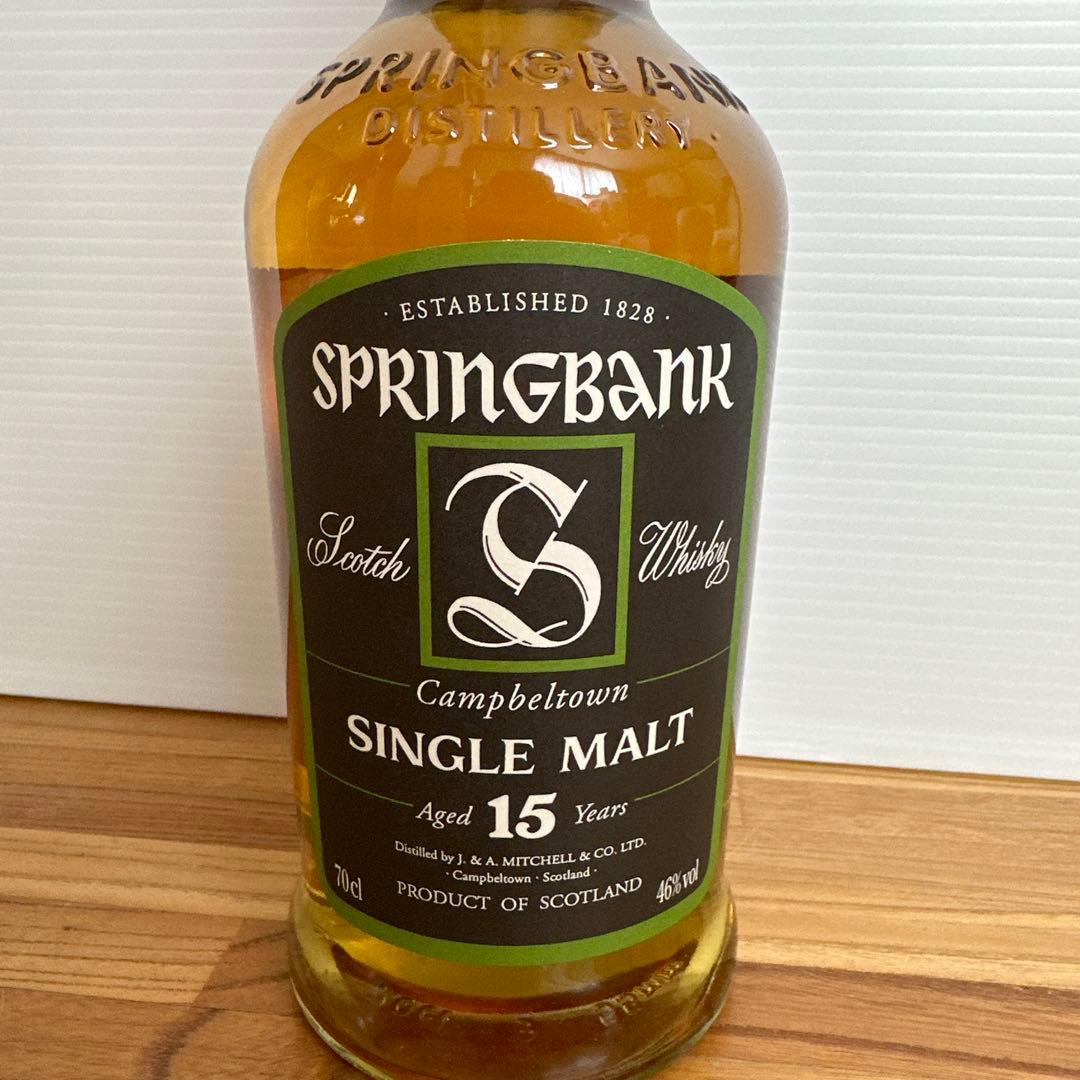 SPRINGBANK
DISTILLERY
· ESTABLISHED 1828 ·
SPRINGBANK
S
Scotch Whisky
Campbeltown
SINGLE MALT
Aged 15 Years
Distilled by J. & A. MITCHELL & CO. LTD.
· Campbeltown · Scotland ·
70cl PRODUCT OF SCOTLAND 46%vol